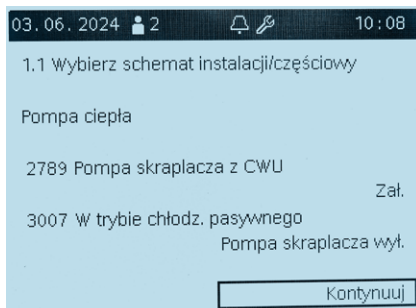 03.06.2024 2 10:08
1.1 Wybierz schemat instalacji/częściowy
Pompa ciepła
2789 Pompa skraplacza z CWU
Zał.
3007 W trybie chłodz. pasywnego
Pompa skraplacza wył.
Kontynuuj